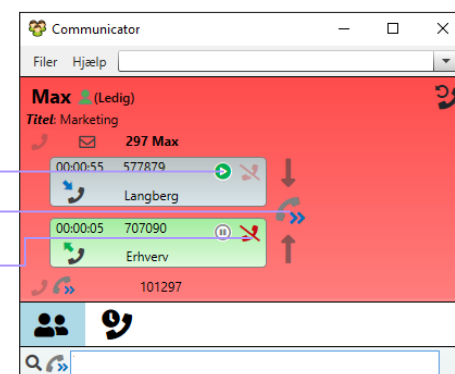 Communicator
Filer Hjælp
Max (Ledig)
Titel: Marketing
297 Max
00:00:55 577879
Langberg
00:00:05 707090
Erhverv
101297